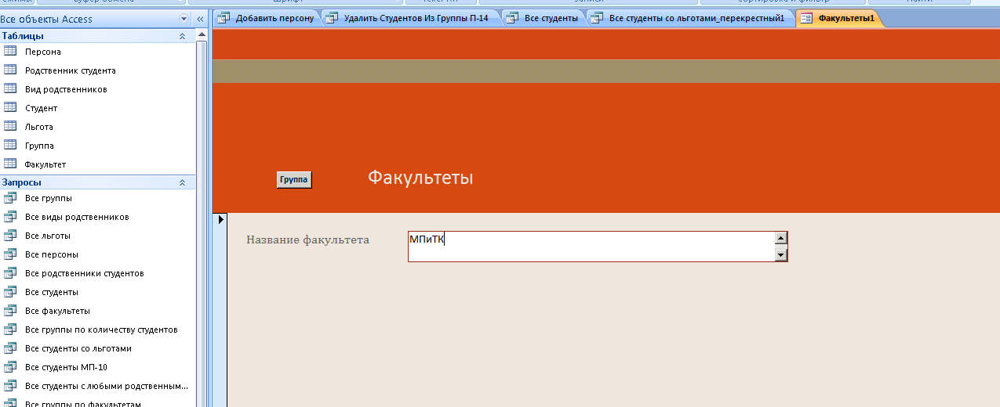 Все объекты Access
Таблицы
Персона
Родственник студента
Вид родственников
Студент
Льгота
Группа
Факультет
Запросы
Все группы
Все виды родственников
Все льготы
Все персоны
Все родственники студентов
Все студенты
Все факультеты
Все группы по количеству студентов
Все студенты со льготами
Все студенты МП-10
Все студенты с любыми родственным...
Все группы по факультетам
Добавить персону
Удалить Студентов Из Группы П-14
Все студенты
Все студенты со льготами_перекрестный1
Факультеты1
Группа
Факультеты
Название факультета
МПиТК